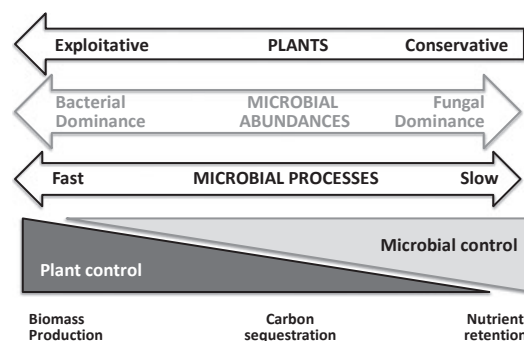 Exploitative PLANTS Conservative
Bacterial MICROBIAL Fungal
Dominance ABUNDANCES Dominance
Fast MICROBIAL PROCESSES Slow
Microbial control
Plant control
Biomass Carbon Nutrient
Production sequestration retention